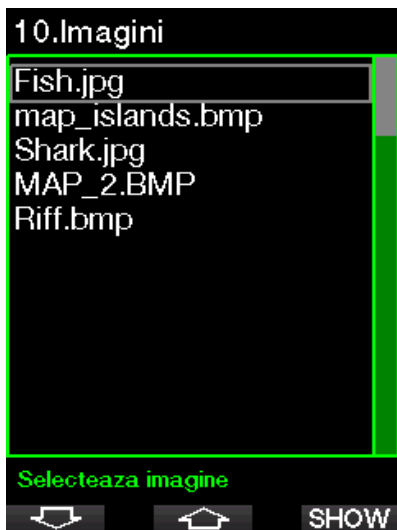 10.Imagini
Fish.jpg
map_islands.bmp
Shark.jpg
MAP_2.BMP
Riff.bmp
Selecteaza imagine
SHOW